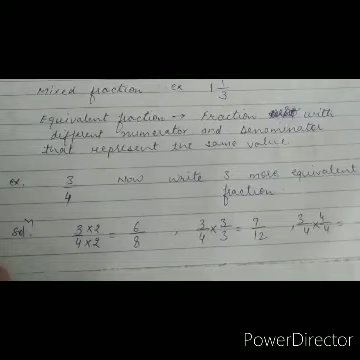 Mixed fraction ex 1 1/3
Equivalent fraction → Fraction with
different numerator and Denominator
that represent the same value
ex. 3/4 Now write 5 more equivalent
fraction
Solⁿ. 3×2/4×2 = 6/8 , 3/4 × 3/3 = 9/12 , 3/4 × 4/4 =
PowerDirector